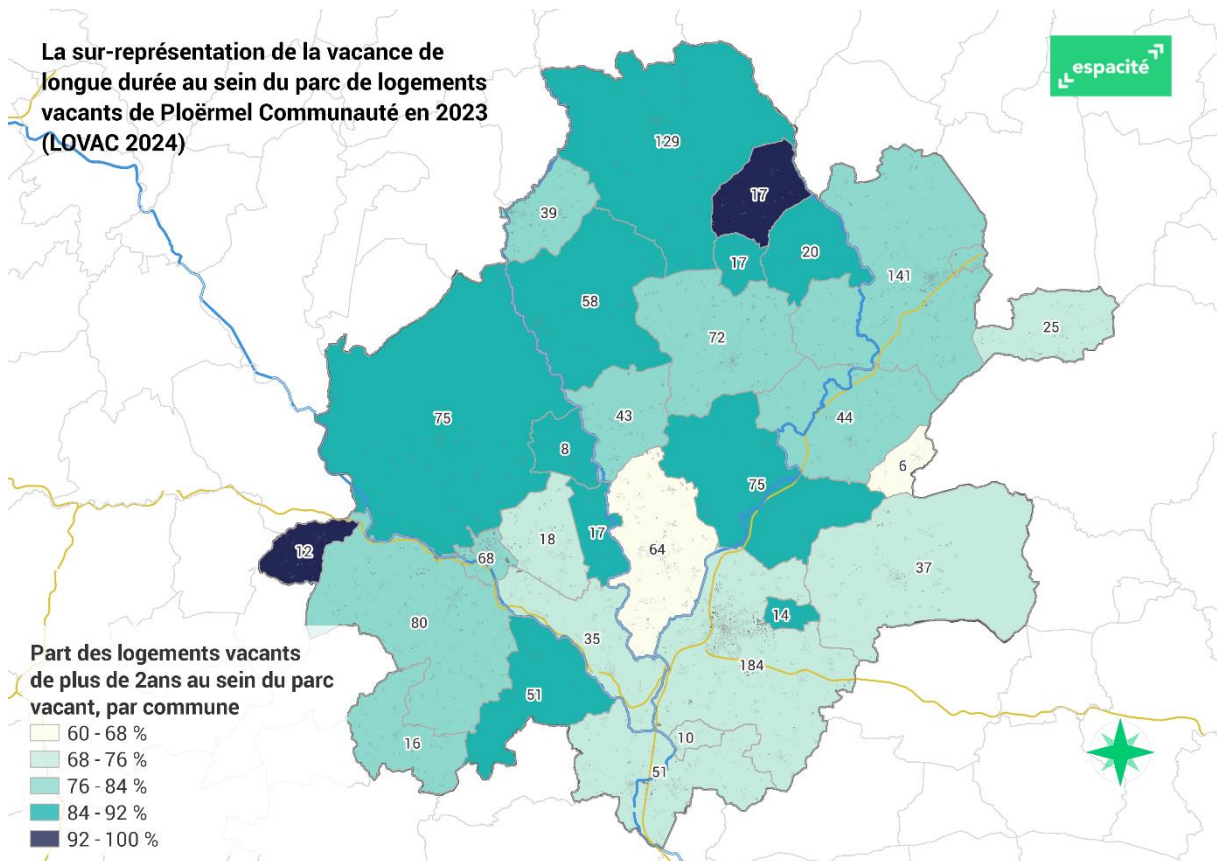 La sur-représentation de la vacance de
longue durée au sein du parc de logements
vacants de Ploërmel Communauté en 2023
(LOVAC 2024)
espacité
129
17
39
17
20
141
58
25
72
75
43
44
8
6
75
17
18
12
64
68
37
14
80
35
184
51
16
10
51
Part des logements vacants
de plus de 2ans au sein du parc
vacant, par commune
60 - 68 %
68 - 76 %
76 - 84 %
84 - 92 %
92 - 100 %